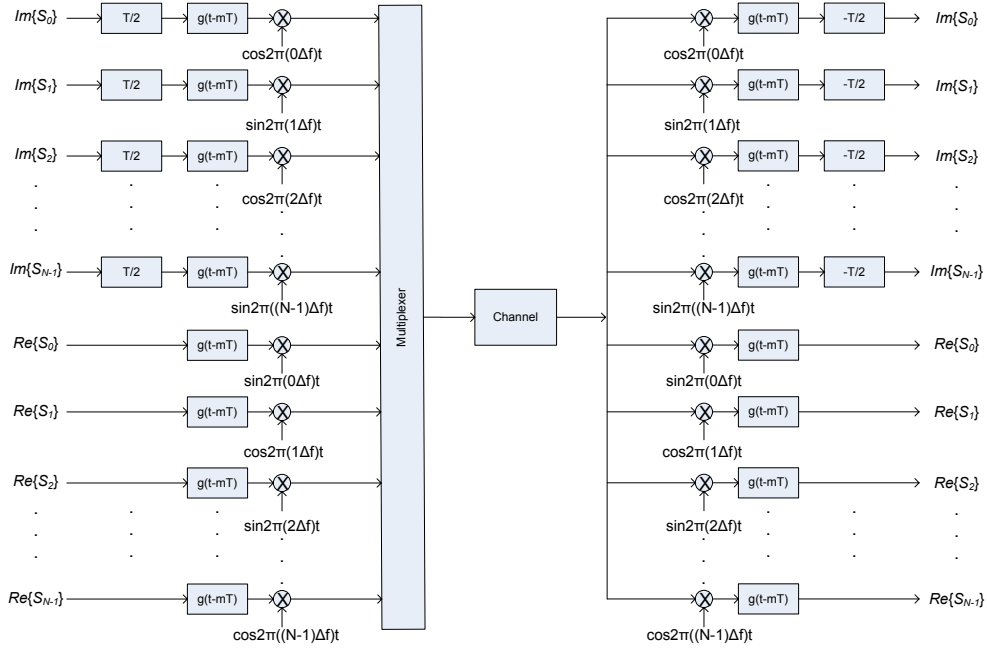 Im{S0} T/2 g(t-mT) X g(t-mT) -T/2 Im{S0}
cos2π(0Δf)t cos2π(0Δf)t
Im{S1} T/2 g(t-mT) X X g(t-mT) -T/2 Im{S1}
sin2π(1Δf)t sin2π(1Δf)t
Im{S2} T/2 g(t-mT) X X g(t-mT) -T/2 Im{S2}
cos2π(2Δf)t cos2π(2Δf)t
Im{SN-1} T/2 g(t-mT) X X g(t-mT) -T/2 Im{SN-1}
sin2π((N-1)Δf)t sin2π((N-1)Δf)t
Multiplexer
Channel
Re{S0} g(t-mT) X X g(t-mT) Re{S0}
sin2π(0Δf)t sin2π(0Δf)t
Re{S1} g(t-mT) X X g(t-mT) Re{S1}
cos2π(1Δf)t cos2π(1Δf)t
Re{S2} g(t-mT) X X g(t-mT) Re{S2}
sin2π(2Δf)t sin2π(2Δf)t
Re{SN-1} g(t-mT) X X g(t-mT) Re{SN-1}
cos2π((N-1)Δf)t cos2π((N-1)Δf)t